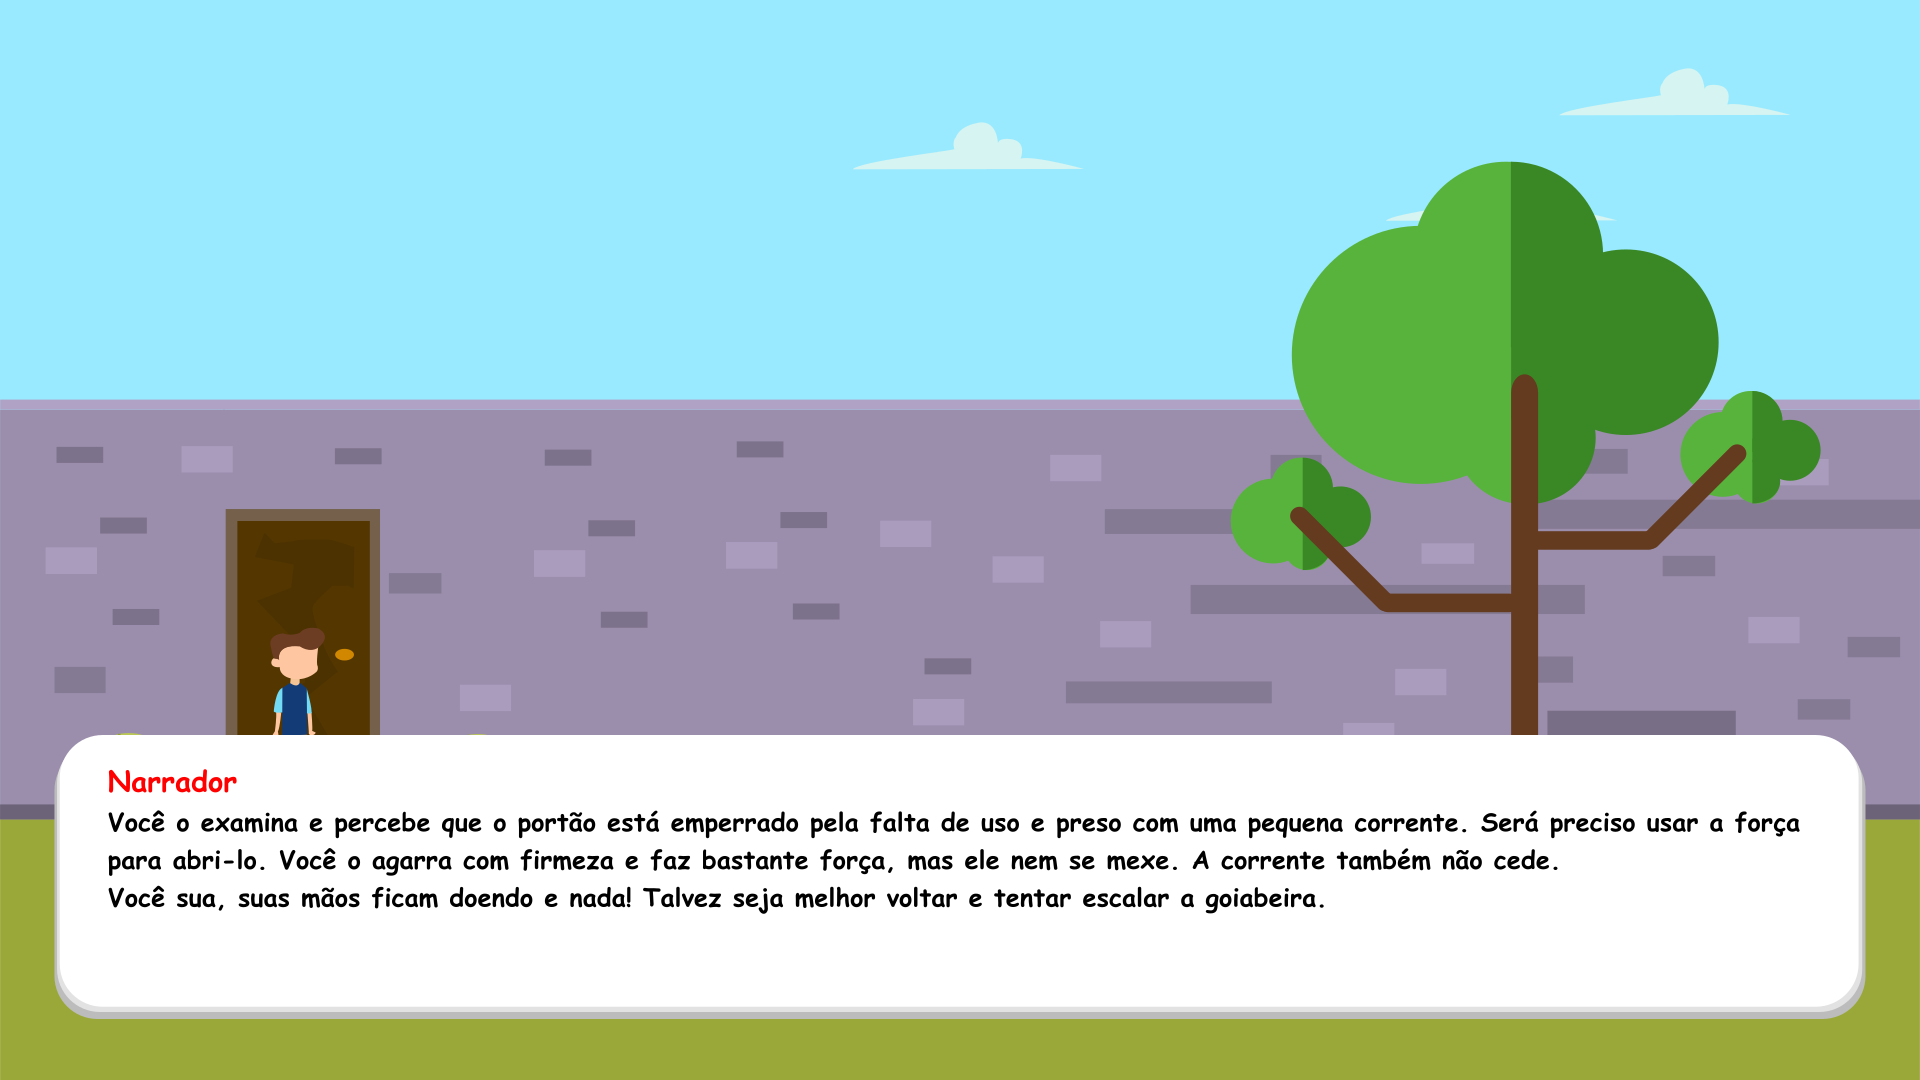 Narrador
Você o examina e percebe que o portão está emperrado pela falta de uso e preso com uma pequena corrente. Será preciso usar a força
para abri-lo. Você o agarra com firmeza e faz bastante força, mas ele nem se mexe. A corrente também não cede.
Você sua, suas mãos ficam doendo e nada! Talvez seja melhor voltar e tentar escalar a goiabeira.